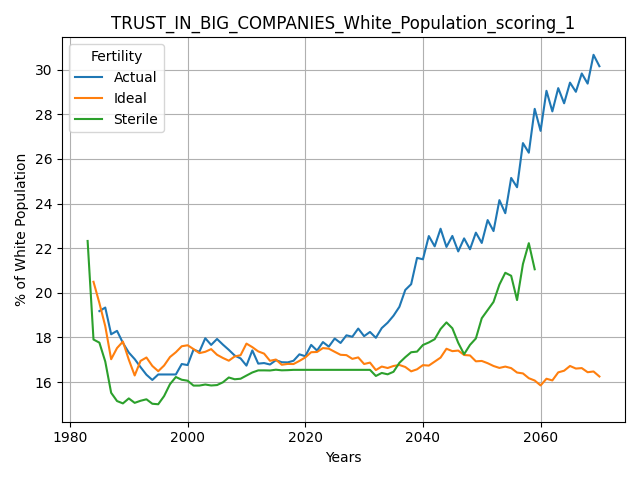 TRUST_IN_BIG_COMPANIES_White_Population_scoring_1
Fertility
Actual
Ideal
Sterile
% of White Population
30
28
26
24
22
20
18
16
1980
2000
2020
2040
2060
Years